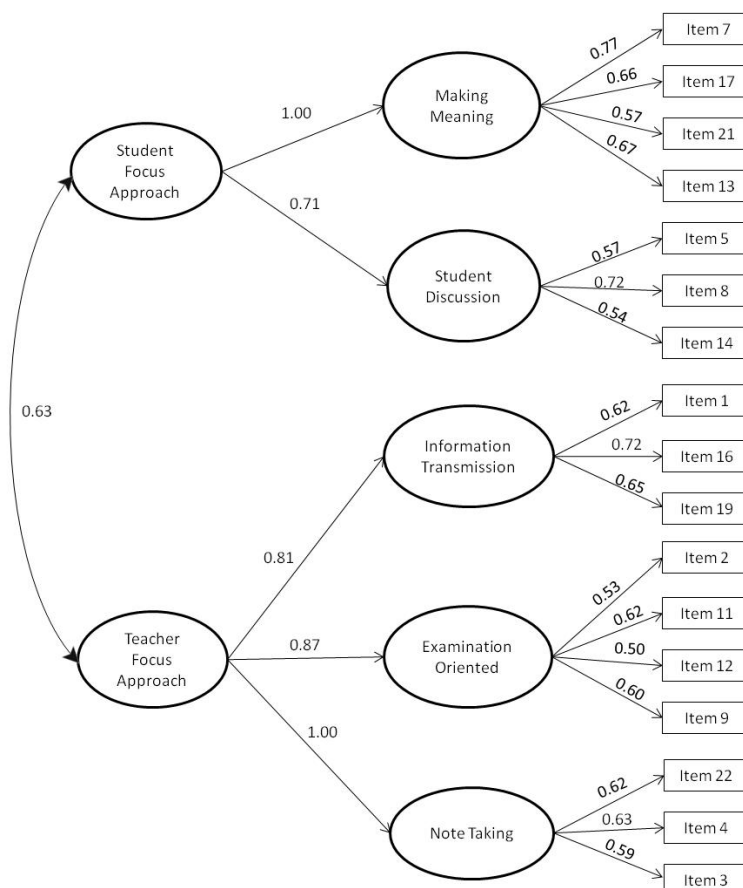 Item 7
0.77
Making
Meaning
0.66
Item 17
1.00
0.57
Item 21
Student
Focus
Approach
0.67
Item 13
0.71
0.57
Item 5
Student
Discussion
0.72
Item 8
0.54
Item 14
0.63
0.62
Item 1
Information
Transmission
0.72
Item 16
0.65
Item 19
0.81
0.53
Item 2
Teacher
Focus
Approach
0.87
Examination
Oriented
0.62
Item 11
0.50
Item 12
0.60
Item 9
1.00
0.62
Item 22
Note Taking
0.63
Item 4
0.59
Item 3